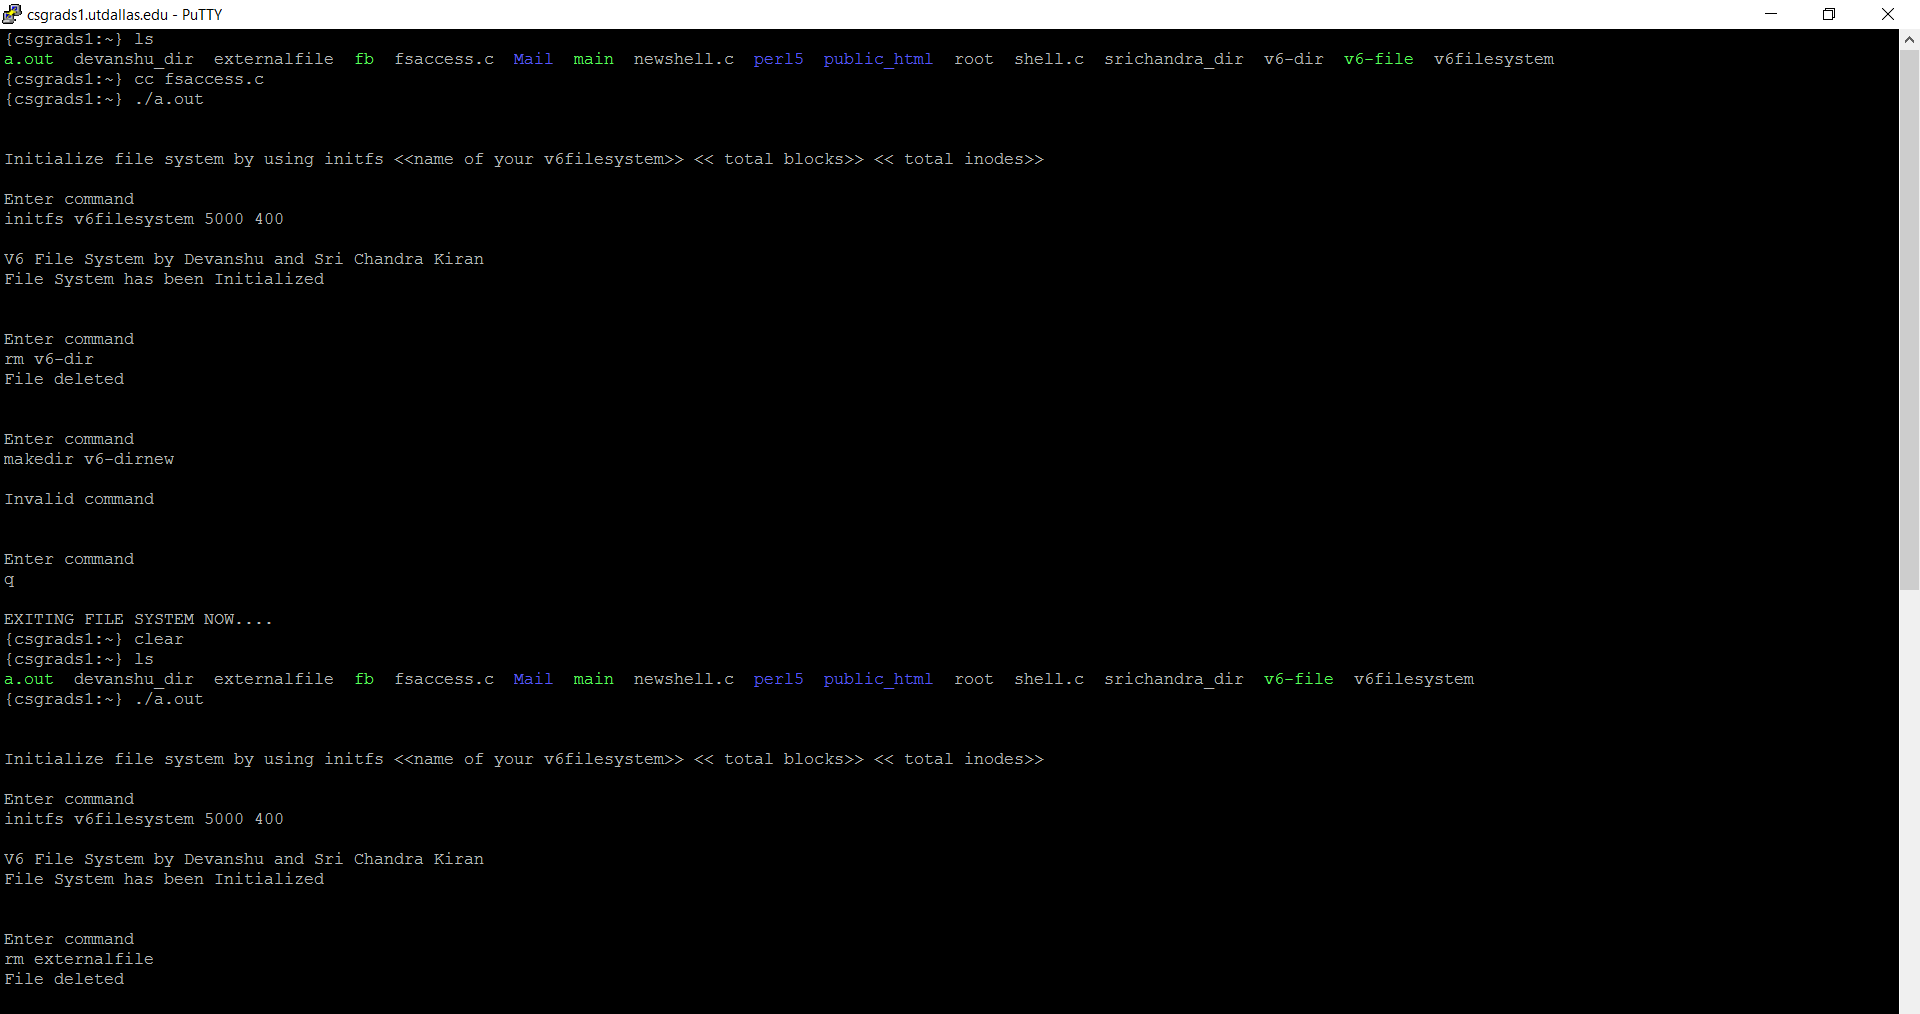 csgrads1.utdallas.edu - PuTTY
{csgrads1:~} ls
a.out  devanshu_dir  externalfile  fb  fsaccess.c  Mail  main  newshell.c  perl5  public_html  root  shell.c  srichandra_dir  v6-dir  v6-file  v6filesystem
{csgrads1:~} cc fsaccess.c
{csgrads1:~} ./a.out
Initialize file system by using initfs <<name of your v6filesystem>> << total blocks>> << total inodes>>
Enter command
initfs v6filesystem 5000 400
V6 File System by Devanshu and Sri Chandra Kiran
File System has been Initialized
Enter command
rm v6-dir
File deleted
Enter command
makedir v6-dirnew
Invalid command
Enter command
q
EXITING FILE SYSTEM NOW....
{csgrads1:~} clear
{csgrads1:~} ls
a.out  devanshu_dir  externalfile  fb  fsaccess.c  Mail  main  newshell.c  perl5  public_html  root  shell.c  srichandra_dir  v6-file  v6filesystem
{csgrads1:~} ./a.out
Initialize file system by using initfs <<name of your v6filesystem>> << total blocks>> << total inodes>>
Enter command
initfs v6filesystem 5000 400
V6 File System by Devanshu and Sri Chandra Kiran
File System has been Initialized
Enter command
rm externalfile
File deleted